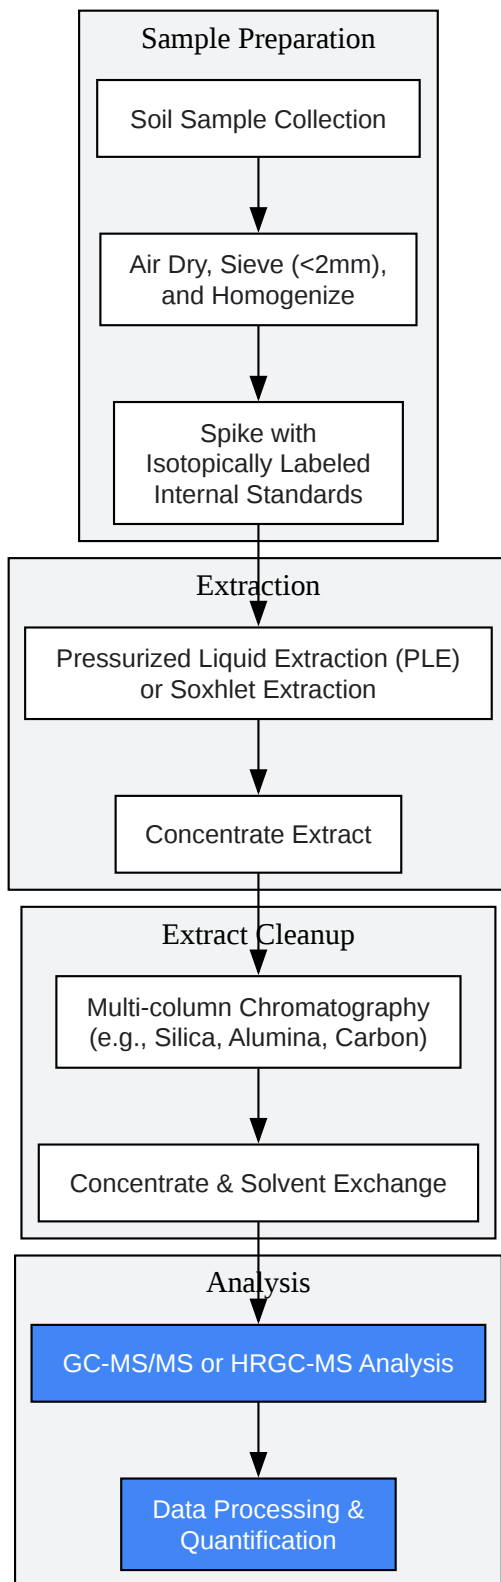 Sample Preparation
Soil Sample Collection
Air Dry, Sieve (<2mm),
and Homogenize
Spike with
Isotopically Labeled
Internal Standards
Extraction
Pressurized Liquid Extraction (PLE)
or Soxhlet Extraction
Concentrate Extract
Extract Cleanup
Multi-column Chromatography
(e.g., Silica, Alumina, Carbon)
Concentrate & Solvent Exchange
Analysis
GC-MS/MS or HRGC-MS Analysis
Data Processing &
Quantification